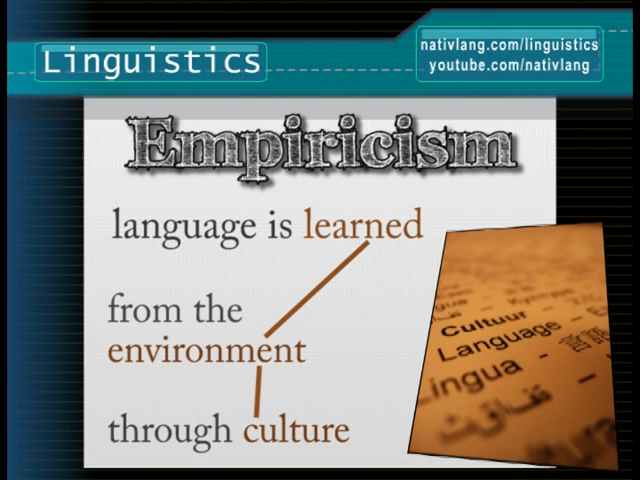 Linguistics
nativlang.com/linguistics
youtube.com/nativlang
Empiricism
language is learned
from the
environment
through culture
Cultuur
Language
Lingua